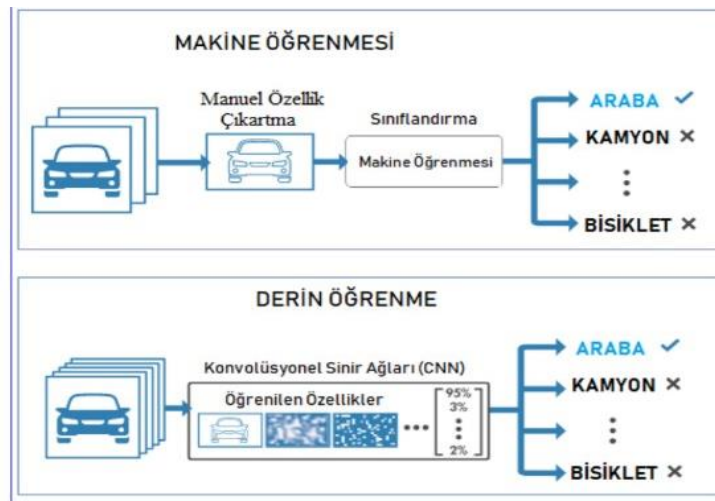 MAKİNE ÖĞRENMESİ
Manuel Özellik
Çıkartma
Sınıflandırma
Makine Öğrenmesi
ARABA ✓
KAMYON ✕
⋮
BİSİKLET ✕
DERİN ÖĞRENME
Konvolüsyonel Sinir Ağları (CNN)
Öğrenilen Özellikler
95%
3%
⋮
2%
ARABA ✓
KAMYON ✕
⋮
BİSİKLET ✕